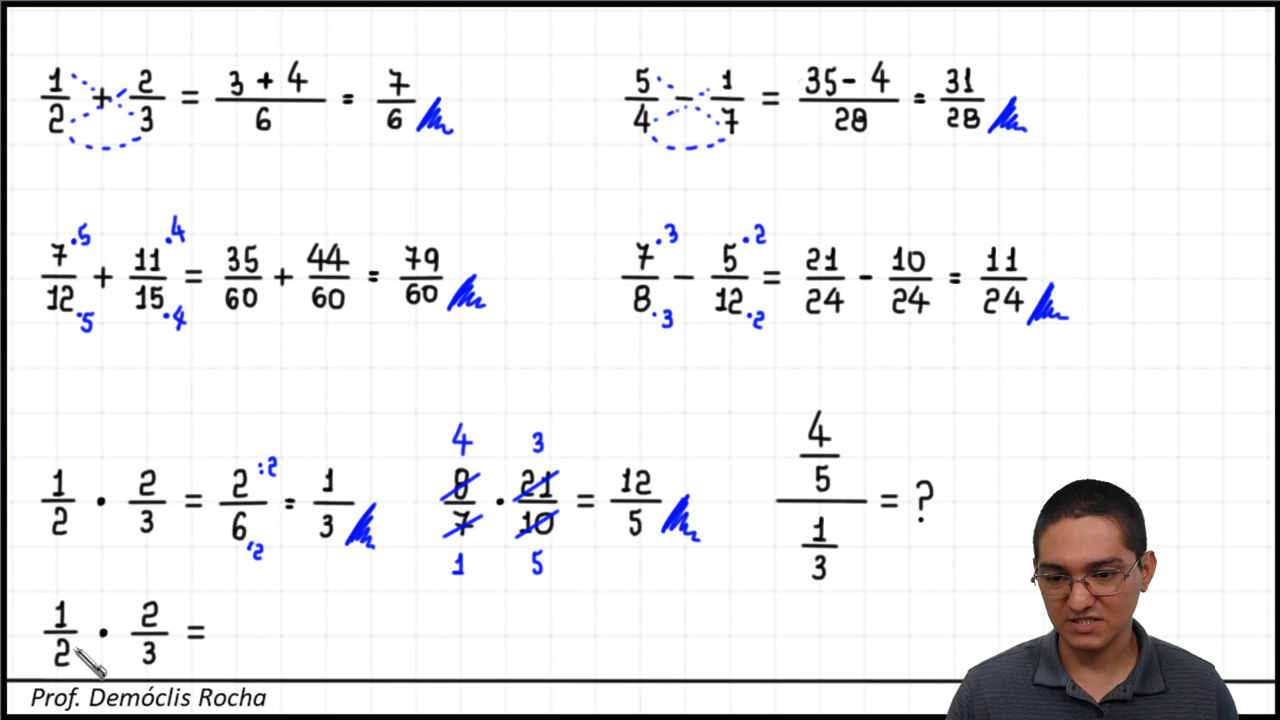 1/2 + 2/3 = (3 + 4)/6 = 7/6
5/4 − 1/7 = (35 − 4)/28 = 31/28
7·5/12·5 + 11·4/15·4 = 35/60 + 44/60 = 79/60
7·3/8·3 − 5·2/12·2 = 21/24 − 10/24 = 11/24
1/2 · 2/3 = 2:2/6:2 = 1/3
4 3
8/7 · 21/10 = 12/5
1 5
(4/5)/(1/3) = ?
1/2 · 2/3 =
Prof. Demóclis Rocha